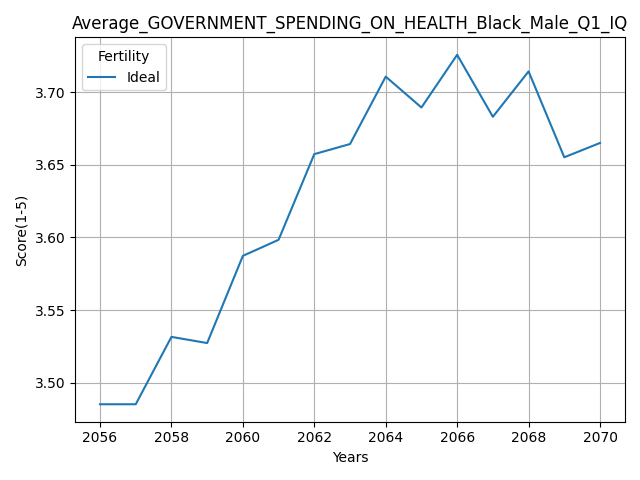 Average_GOVERNMENT_SPENDING_ON_HEALTH_Black_Male_Q1_IQ
Fertility
Ideal
3.70
3.65
3.60
3.55
3.50
Score(1-5)
2056 2058 2060 2062 2064 2066 2068 2070
Years